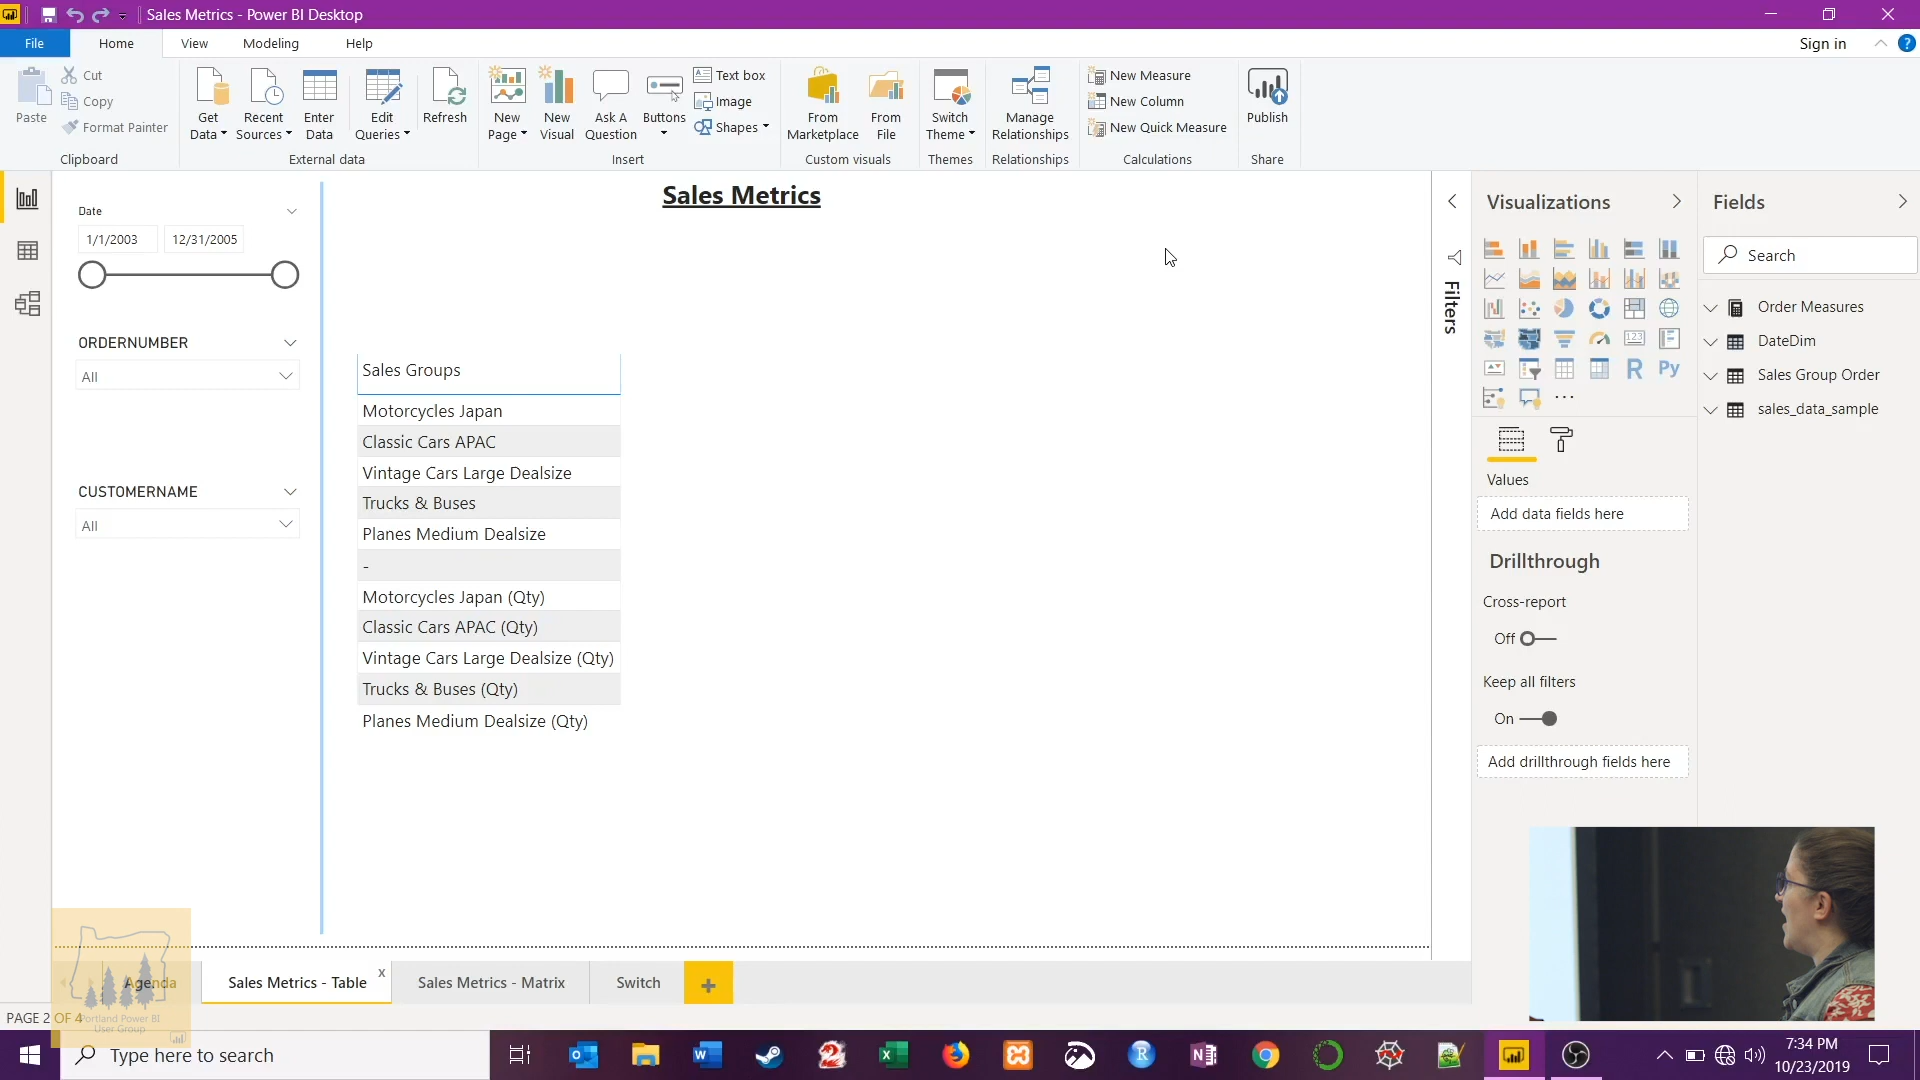 Sales Metrics - Power BI Desktop
File Home View Modeling Help Sign in
Paste
Cut
Copy
Format Painter
Clipboard
Get Data
Recent Sources
Enter Data
Edit Queries
Refresh
External data
New Page
New Visual
Ask A Question
Buttons
Text box
Image
Shapes
Insert
From Marketplace
From File
Custom visuals
Switch Theme
Themes
Manage Relationships
Relationships
New Measure
New Column
New Quick Measure
Calculations
Publish
Share
Sales Metrics
Date
1/1/2003 12/31/2005
ORDERNUMBER
All
CUSTOMERNAME
All
Sales Groups
Motorcycles Japan
Classic Cars APAC
Vintage Cars Large Dealsize
Trucks & Buses
Planes Medium Dealsize
-
Motorcycles Japan (Qty)
Classic Cars APAC (Qty)
Vintage Cars Large Dealsize (Qty)
Trucks & Buses (Qty)
Planes Medium Dealsize (Qty)
Filters
Visualizations
123
R Py
Values
Add data fields here
Drillthrough
Cross-report
Off
Keep all filters
On
Add drillthrough fields here
Fields
Search
Order Measures
DateDim
Sales Group Order
sales_data_sample
Agenda Sales Metrics - Table x Sales Metrics - Matrix Switch +
PAGE 2 OF 4
Portland Power BI
User Group
Type here to search
7:34 PM
10/23/2019